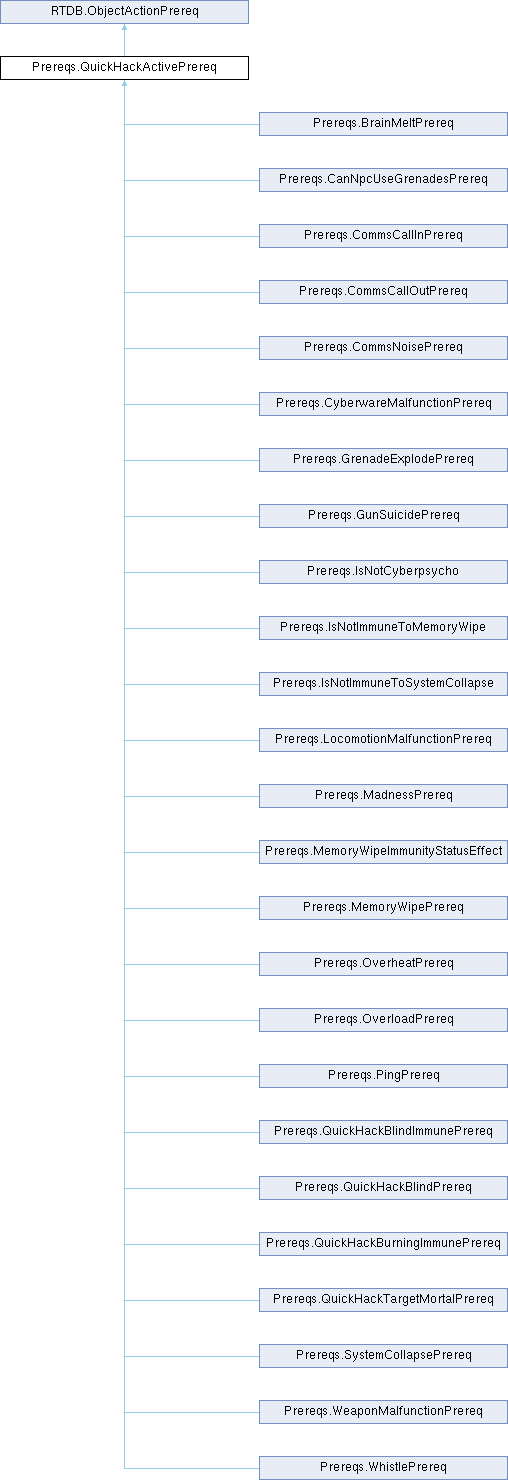 RTDB.ObjectActionPrereq
Prereqs.QuickHackActivePrereq
Prereqs.BrainMeltPrereq
Prereqs.CanNpcUseGrenadesPrereq
Prereqs.CommsCallInPrereq
Prereqs.CommsCallOutPrereq
Prereqs.CommsNoisePrereq
Prereqs.CyberwareMalfunctionPrereq
Prereqs.GrenadeExplodePrereq
Prereqs.GunSuicidePrereq
Prereqs.IsNotCyberpsycho
Prereqs.IsNotImmuneToMemoryWipe
Prereqs.IsNotImmuneToSystemCollapse
Prereqs.LocomotionMalfunctionPrereq
Prereqs.MadnessPrereq
Prereqs.MemoryWipeImmunityStatusEffect
Prereqs.MemoryWipePrereq
Prereqs.OverheatPrereq
Prereqs.OverloadPrereq
Prereqs.PingPrereq
Prereqs.QuickHackBlindImmunePrereq
Prereqs.QuickHackBlindPrereq
Prereqs.QuickHackBurningImmunePrereq
Prereqs.QuickHackTargetMortalPrereq
Prereqs.SystemCollapsePrereq
Prereqs.WeaponMalfunctionPrereq
Prereqs.WhistlePrereq